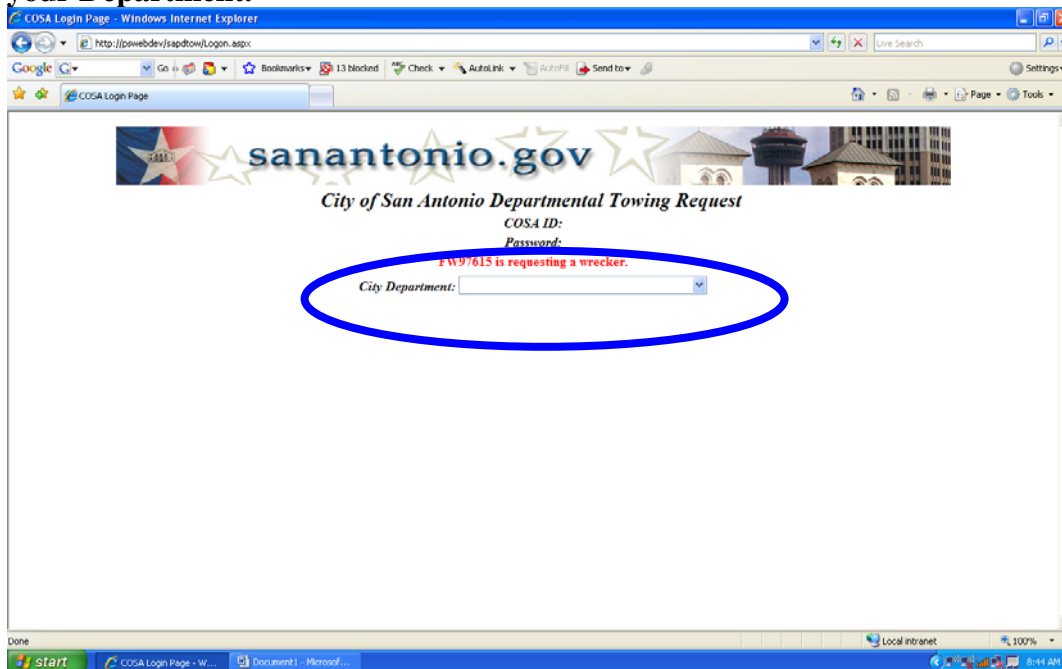 your Department.
COSA Login Page - Windows Internet Explorer
http://pswebdev/sapdtow/Logon.aspx
Live Search
Google
Go
Bookmarks
13 blocked
Check
AutoLink
AutoFill
Send to
Settings
COSA Login Page
Page
Tools
sanantonio.gov
City of San Antonio Departmental Towing Request
COSA ID:
Password:
FW97615 is requesting a wrecker.
City Department:
Done
Local intranet
100%
start
COSA Login Page - W...
Document1 - Microsof...
8:44 AM